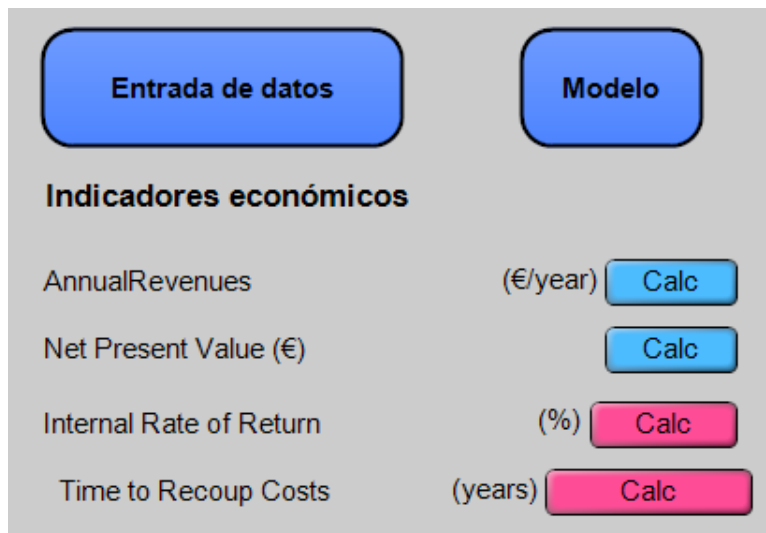 Entrada de datos Modelo
Indicadores económicos
AnnualRevenues (€/year) Calc
Net Present Value (€) Calc
Internal Rate of Return (%) Calc
Time to Recoup Costs (years) Calc